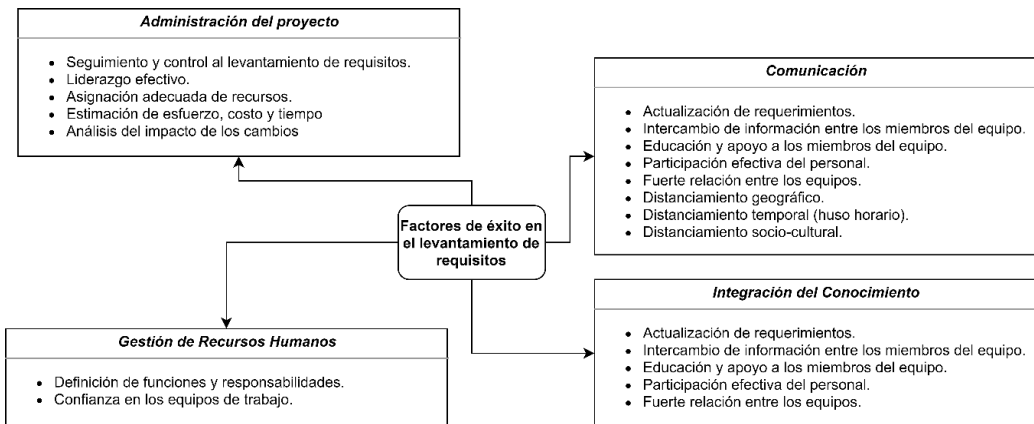 Administración del proyecto
Seguimiento y control al levantamiento de requisitos.
Liderazgo efectivo.
Asignación adecuada de recursos.
Estimación de esfuerzo, costo y tiempo
Análisis del impacto de los cambios
Comunicación
Actualización de requerimientos.
Intercambio de información entre los miembros del equipo.
Educación y apoyo a los miembros del equipo.
Participación efectiva del personal.
Fuerte relación entre los equipos.
Distanciamiento geográfico.
Distanciamiento temporal (huso horario).
Distanciamiento socio-cultural.
Factores de éxito en
el levantamiento de
requisitos
Gestión de Recursos Humanos
Definición de funciones y responsabilidades.
Confianza en los equipos de trabajo.
Integración del Conocimiento
Actualización de requerimientos.
Intercambio de información entre los miembros del equipo.
Educación y apoyo a los miembros del equipo.
Participación efectiva del personal.
Fuerte relación entre los equipos.